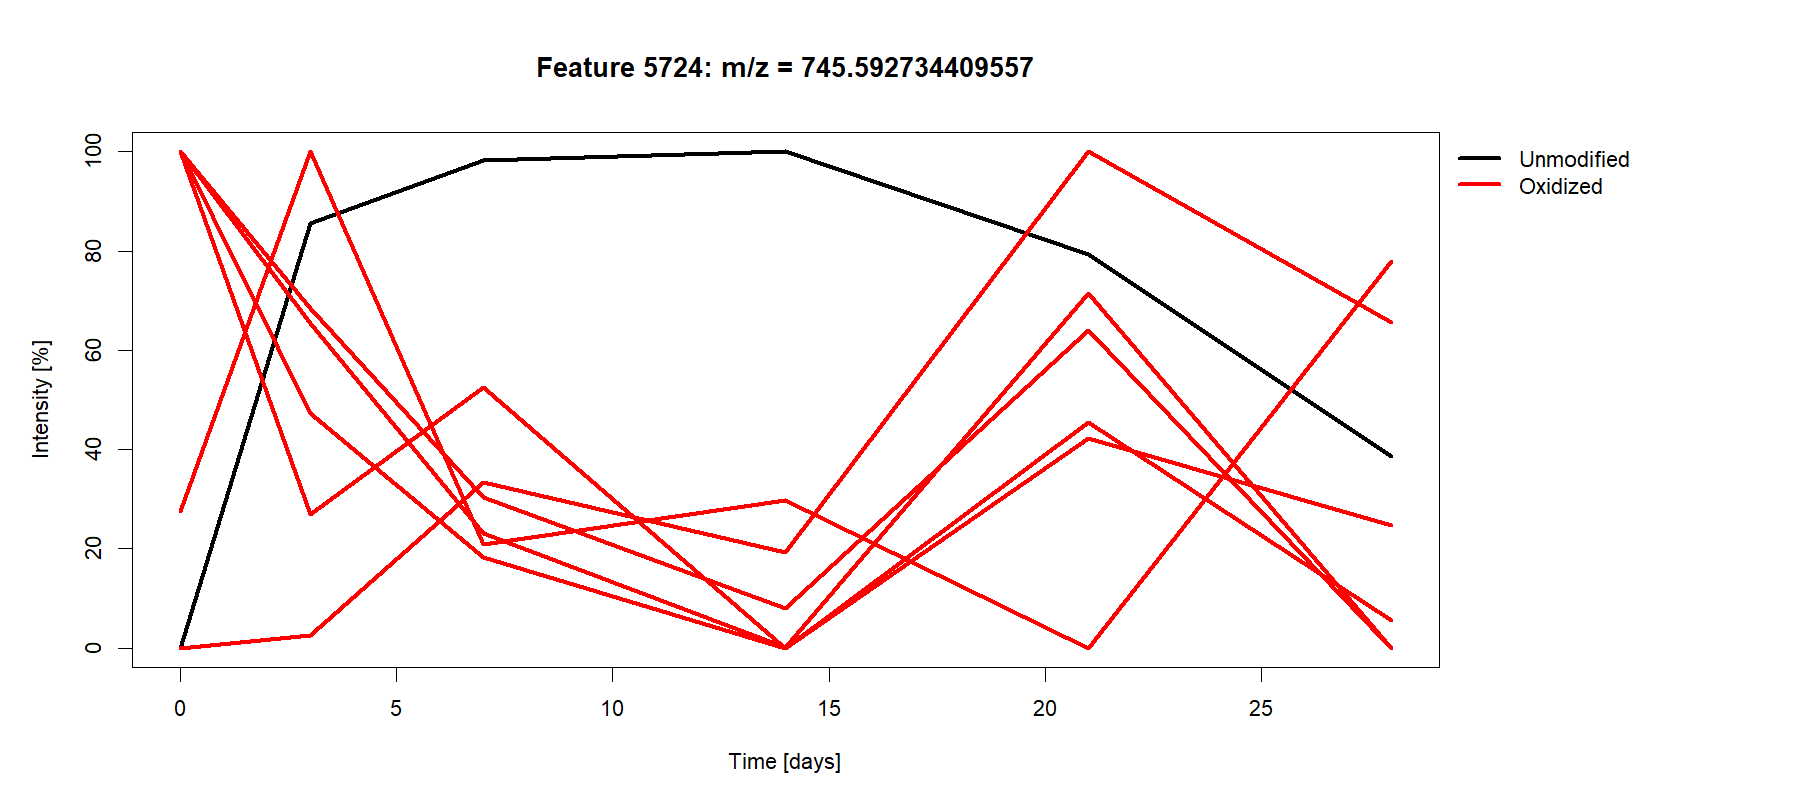 Feature 5724: m/z = 745.592734409557
Unmodified
Oxidized
Intensity [%]
100
80
60
40
20
0
0 5 10 15 20 25
Time [days]